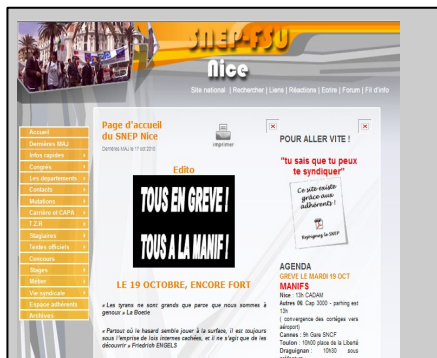 SNEP-FSU
Nice
Site national | Rechercher | Liens | Réactions | Ecrire | Forum | Fil d'info
Accueil
Dernières MAJ
Infos rapides
Congrès
Les departements
Contacts
Mutations
Carrière et CAPA
T.Z.R
Stagiaires
Textes officiels
Concours
Stages
Métier
Vie syndicale
Espace adhérents
Archives
Page d'accueil
du SNEP Nice
Dernières MAJ le 17 oct 2010
imprimer
Edito
TOUS EN GREVE !
TOUS A LA MANIF !
LE 19 OCTOBRE, ENCORE FORT
« Les tyrans ne sont grands que parce que nous sommes à
genoux » La Boetie
« Partout où le hasard semble jouer à la surface, il est toujours
sous l'emprise de lois internes cachées, et il ne s'agit que de les
découvrir » Friedrich ENGELS
POUR ALLER VITE !
"tu sais que tu peux
te syndiquer"
Ce site existe
grâce aux
adhérents !
Rejoignez le SNEP
AGENDA
GREVE LE MARDI 19 OCT
MANIFS
Nice : 13h CADAM
Autres 06 Cap 3000 - parking est
13h
( convergence des cortèges vers
aéroport)
Cannes : 9h Gare SNCF
Toulon : 10h00 place de la Liberté
Draguignan : 10h30 sous